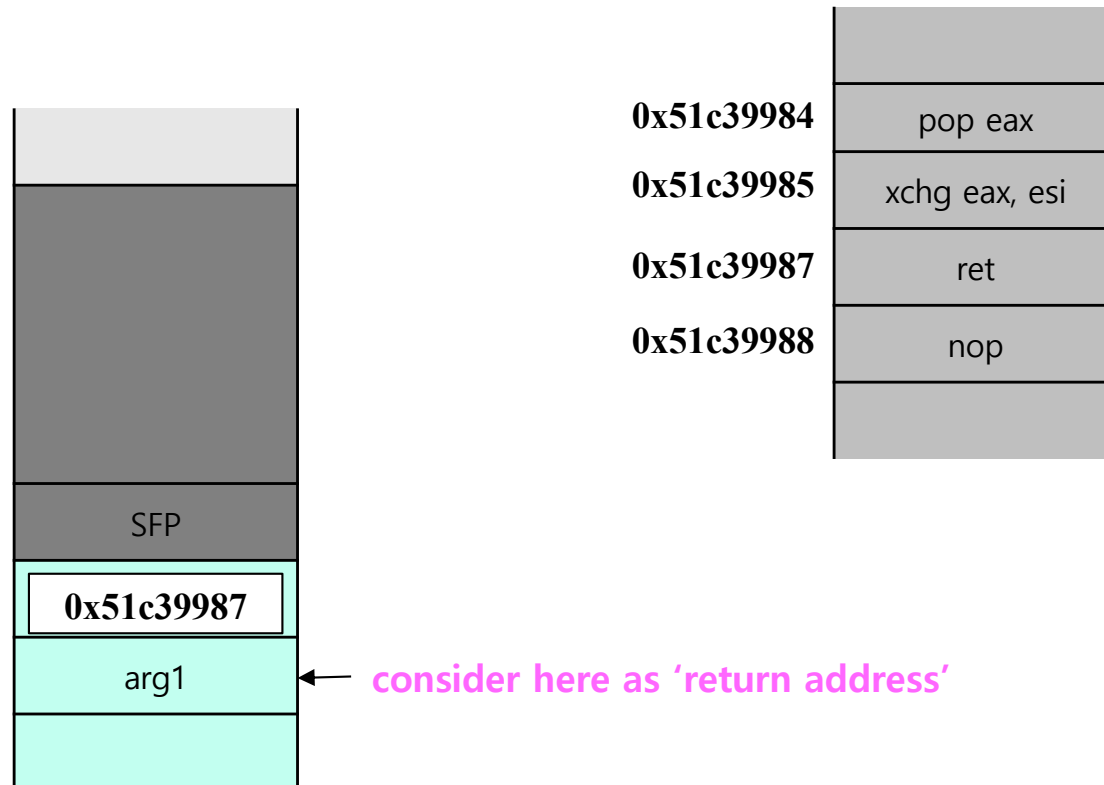 0x51c39984 pop eax
0x51c39985 xchg eax, esi
0x51c39987 ret
0x51c39988 nop
SFP
0x51c39987
arg1 consider here as ‘return address’